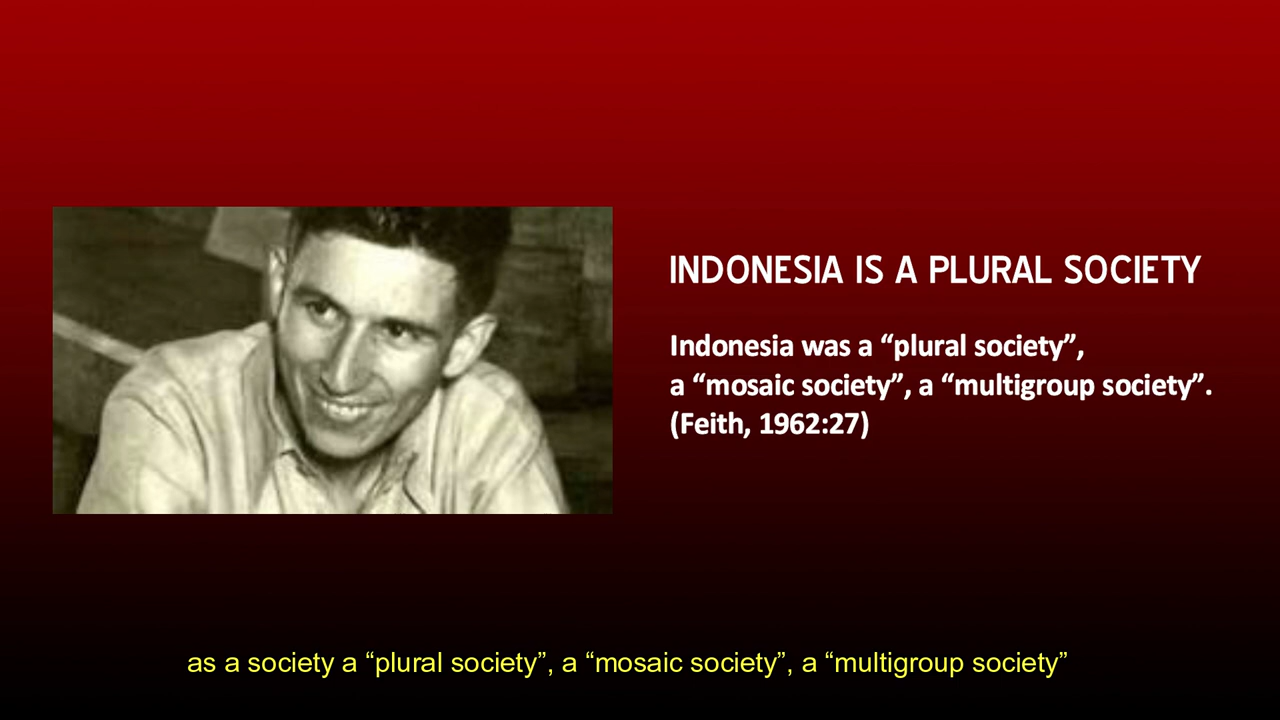 INDONESIA IS A PLURAL SOCIETY
Indonesia was a “plural society”,
a “mosaic society”, a “multigroup society”.
(Feith, 1962:27)
as a society a “plural society”, a “mosaic society”, a “multigroup society”